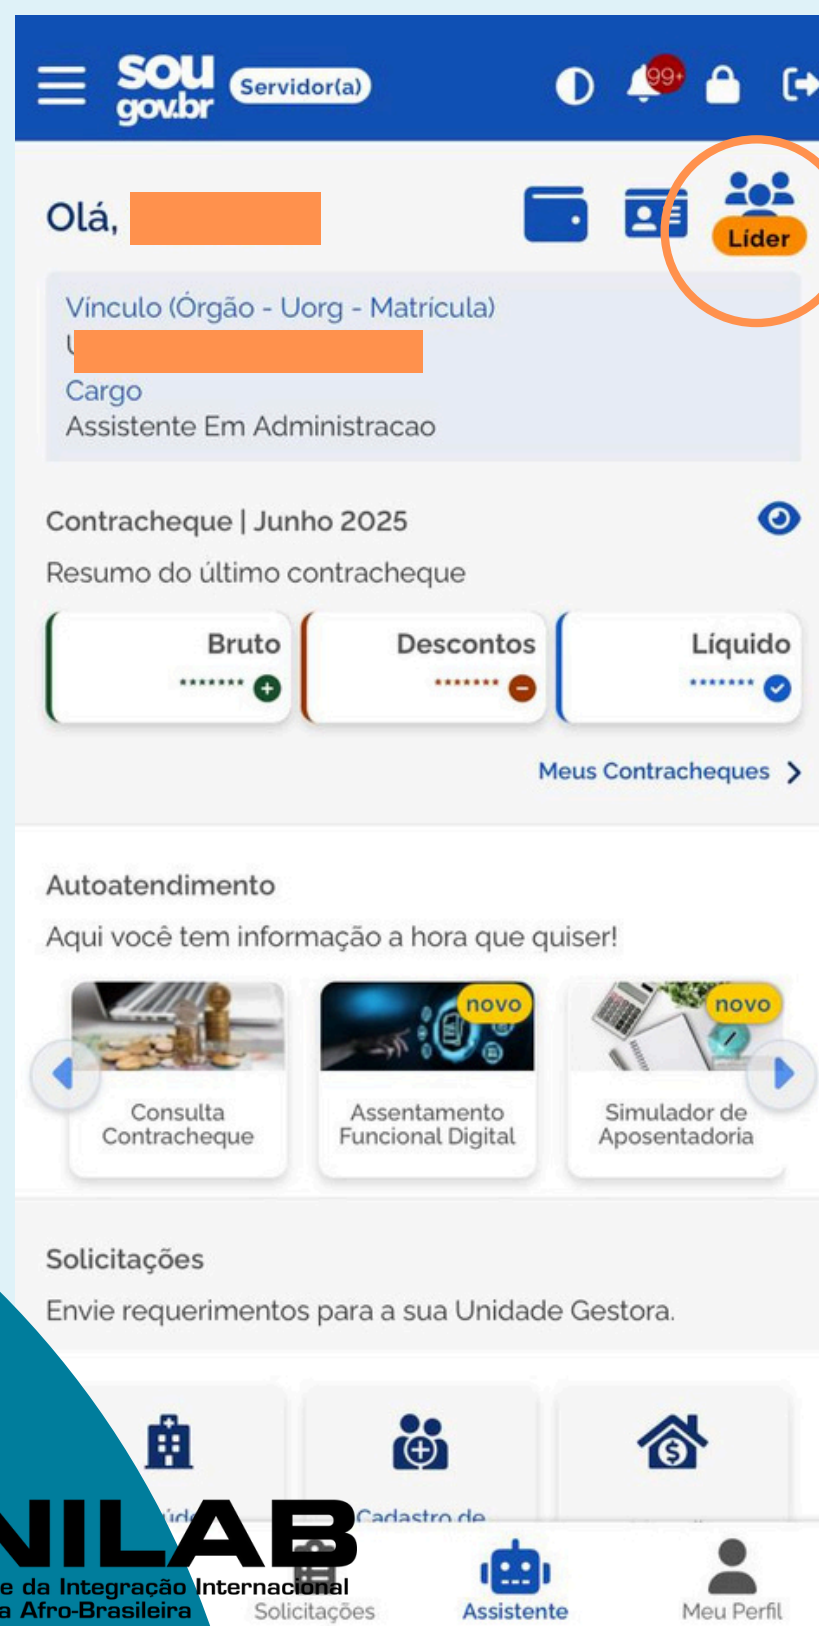 sou
gov.br
Servidor(a)
99+
Olá,
Líder
Vínculo (Órgão - Uorg - Matrícula)
Cargo
Assistente Em Administracao
Contracheque | Junho 2025
Resumo do último contracheque
Bruto
Descontos
Líquido
*******
*******
*******
Meus Contracheques
Autoatendimento
Aqui você tem informação a hora que quiser!
novo
novo
Consulta
Contracheque
Assentamento
Funcional Digital
Simulador de
Aposentadoria
Solicitações
Envie requerimentos para a sua Unidade Gestora.
Cadastro de
NILAB
e da Integração Internacional
a Afro-Brasileira
Solicitações
Assistente
Meu Perfil